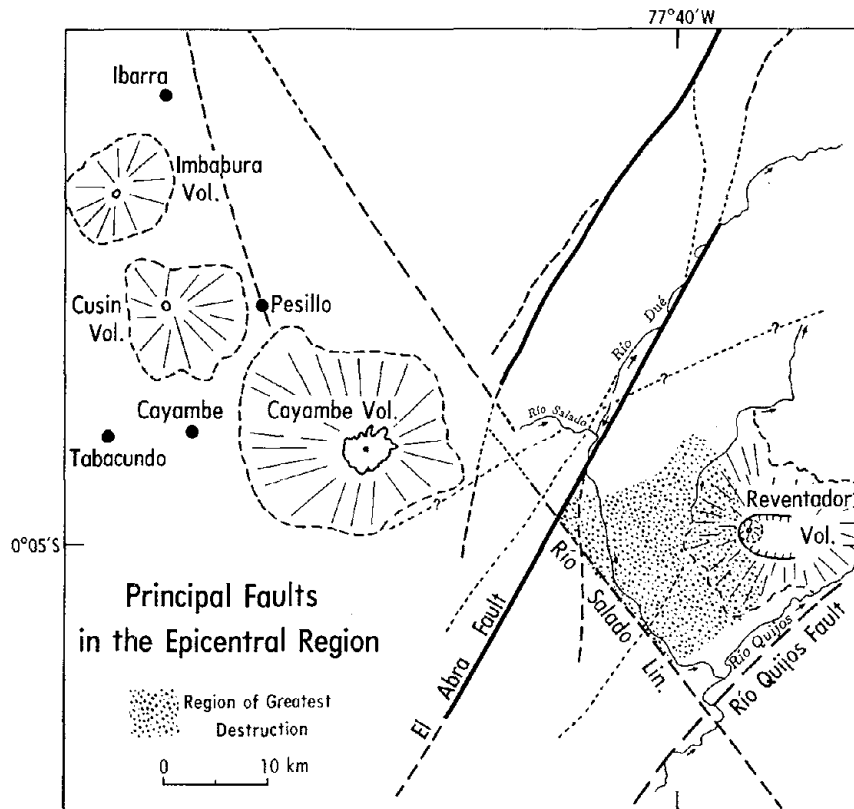 77°40´W
Ibarra
Imbabura
Vol.
Cusin
Vol.
Pesillo
Río Dué
?
?
Cayambe
Cayambe Vol.
Río Salado
Tabacundo
Reventador
Vol.
0°05´S
Río Salado Lin.
El Abra Fault
Río Quijos
Río Quijos Fault
Principal Faults
in the Epicentral Region
Region of Greatest
Destruction
0 10 km